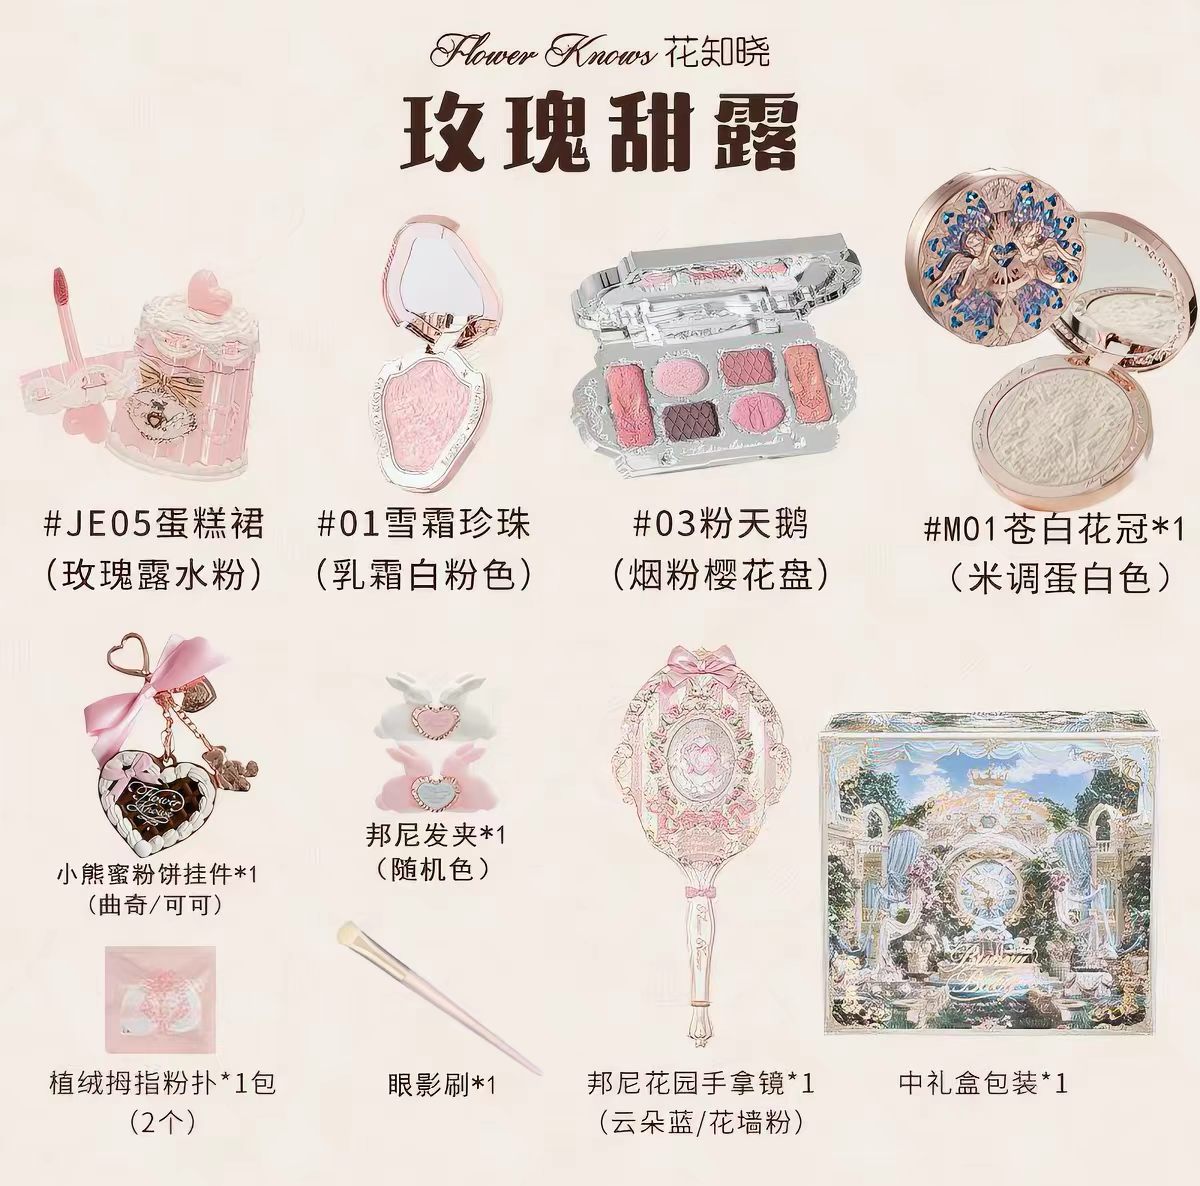 Flower Knows 花知晓
玫瑰甜露
#JE05蛋糕裙
（玫瑰露水粉）
#01雪霜珍珠
（乳霜白粉色）
#03粉天鹅
（烟粉樱花盘）
#M01苍白花冠*1
（米调蛋白色）
Flower
Knows
小熊蜜粉饼挂件*1
（曲奇/可可）
邦尼发夹*1
（随机色）
植绒拇指粉扑*1包
（2个）
眼影刷*1
邦尼花园手拿镜*1
（云朵蓝/花墙粉）
中礼盒包装*1